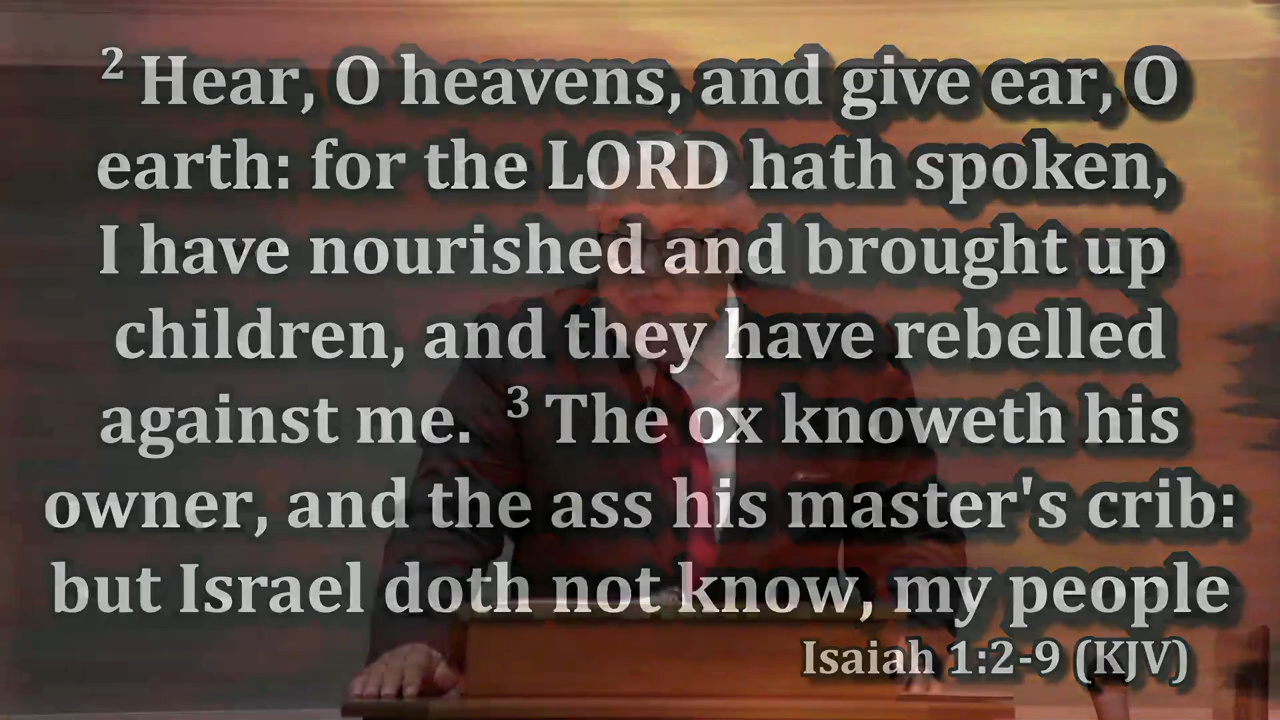 2 Hear, O heavens, and give ear, O
earth: for the LORD hath spoken,
I have nourished and brought up
children, and they have rebelled
against me. 3 The ox knoweth his
owner, and the ass his master's crib:
but Israel doth not know, my people
Isaiah 1:2-9 (KJV)